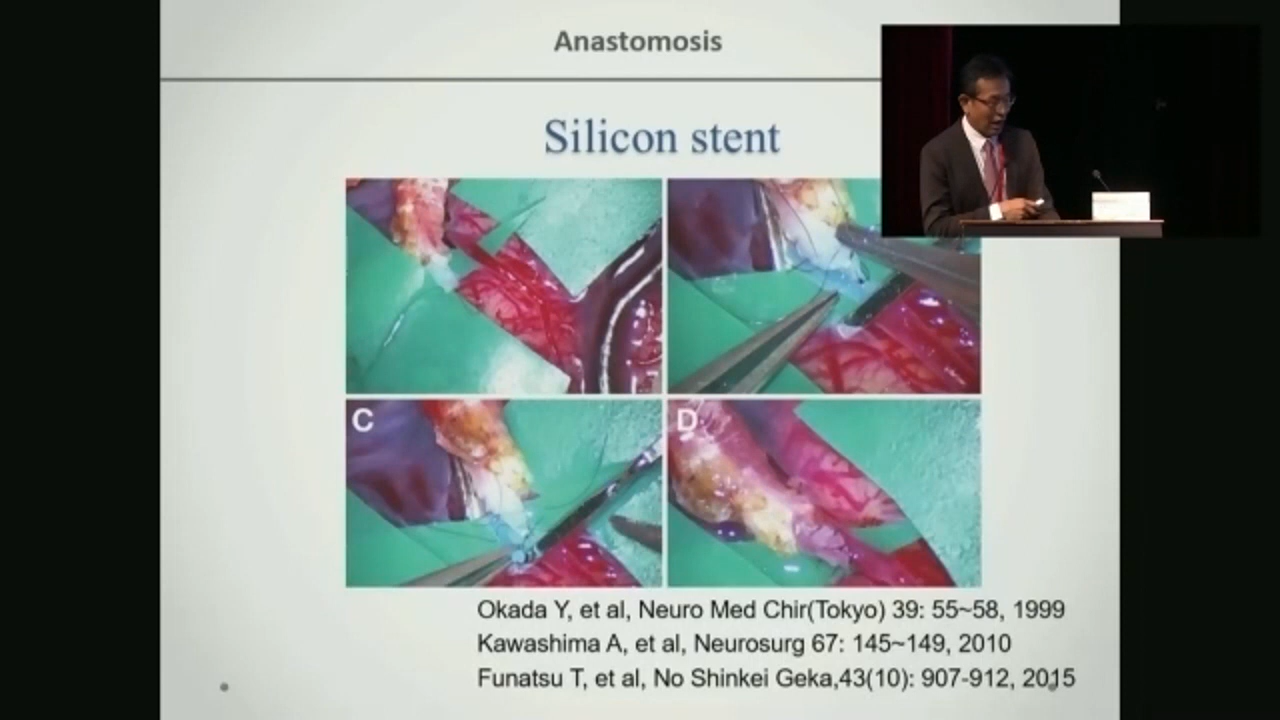 Anastomosis
Silicon stent
C
D
Okada Y, et al, Neuro Med Chir(Tokyo) 39: 55~58, 1999
Kawashima A, et al, Neurosurg 67: 145~149, 2010
Funatsu T, et al, No Shinkei Geka,43(10): 907-912, 2015